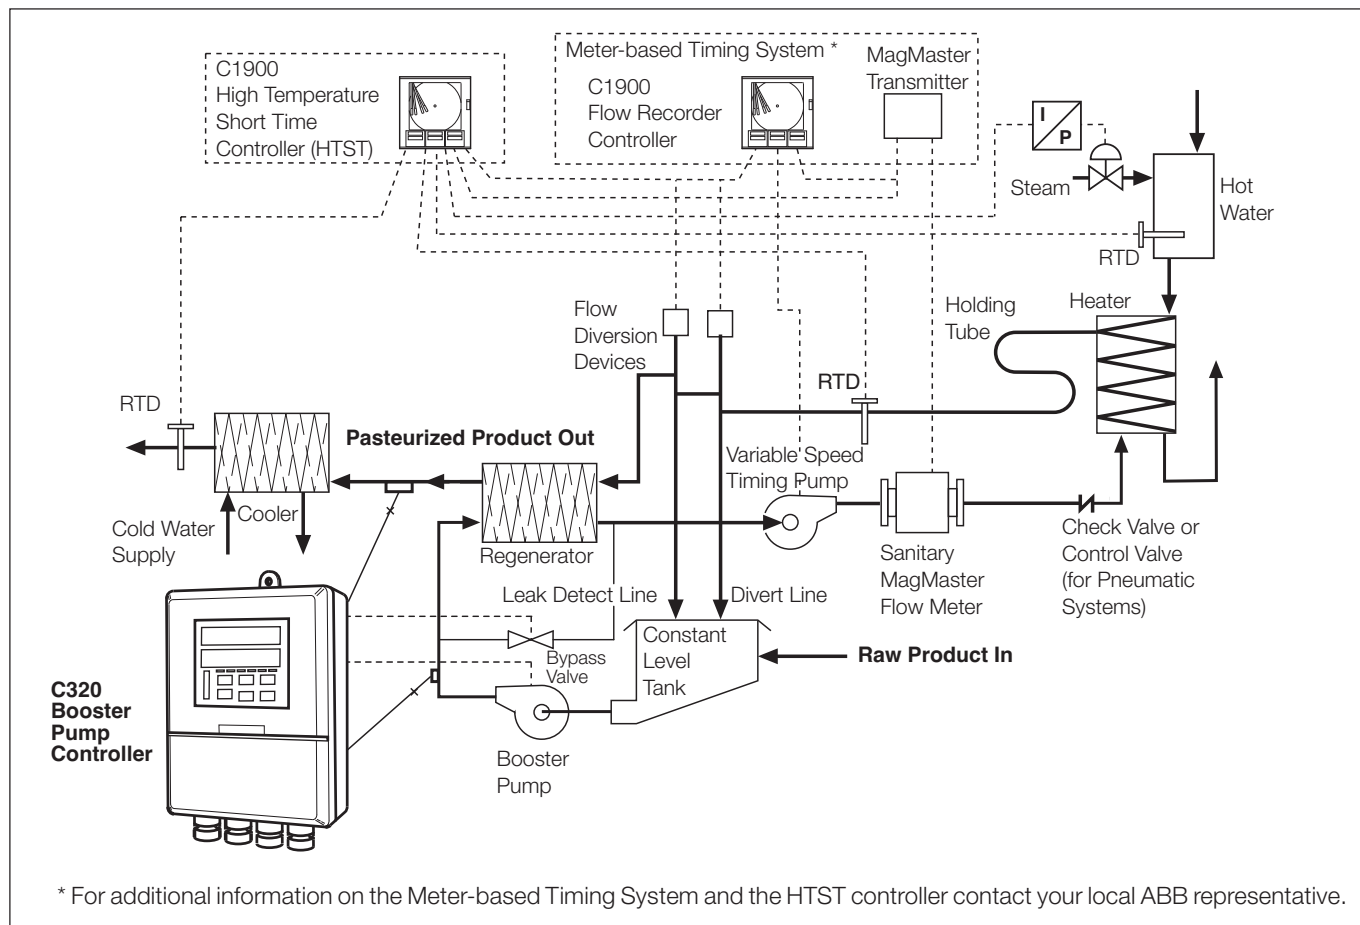 C1900
High Temperature
Short Time
Controller (HTST)
Meter-based Timing System *
C1900
Flow Recorder
Controller
MagMaster
Transmitter
I
P
Steam
Hot
Water
RTD
Flow
Diversion
Devices
Holding
Tube
Heater
RTD
RTD
Pasteurized Product Out
Variable Speed
Timing Pump
Cooler
Cold Water
Supply
Regenerator
Sanitary
MagMaster
Flow Meter
Check Valve or
Control Valve
(for Pneumatic
Systems)
Leak Detect Line
Divert Line
Constant
Level
Tank
Raw Product In
Bypass
Valve
C320
Booster
Pump
Controller
Booster
Pump
* For additional information on the Meter-based Timing System and the HTST controller contact your local ABB representative.